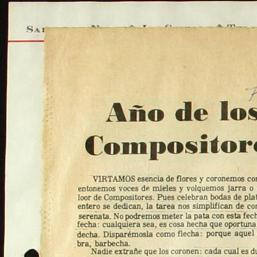 Año de los
Compositore
VIRTAMOS esencia de flores y coronemos con
entonemos voces de mieles y volquemos jarra o
loor de Compositores. Pues celebran bodas de plat
entero se dedican, la tarea nos simplifican de com
serenata. No podremos meter la pata con esta fech
fecha: cualquiera sea, es cosa hecha que oportuna
decha. Disparémosla como flecha: porque aquel
bra, barbecha.
Nadie extrañe que los coronen: cada cual es du